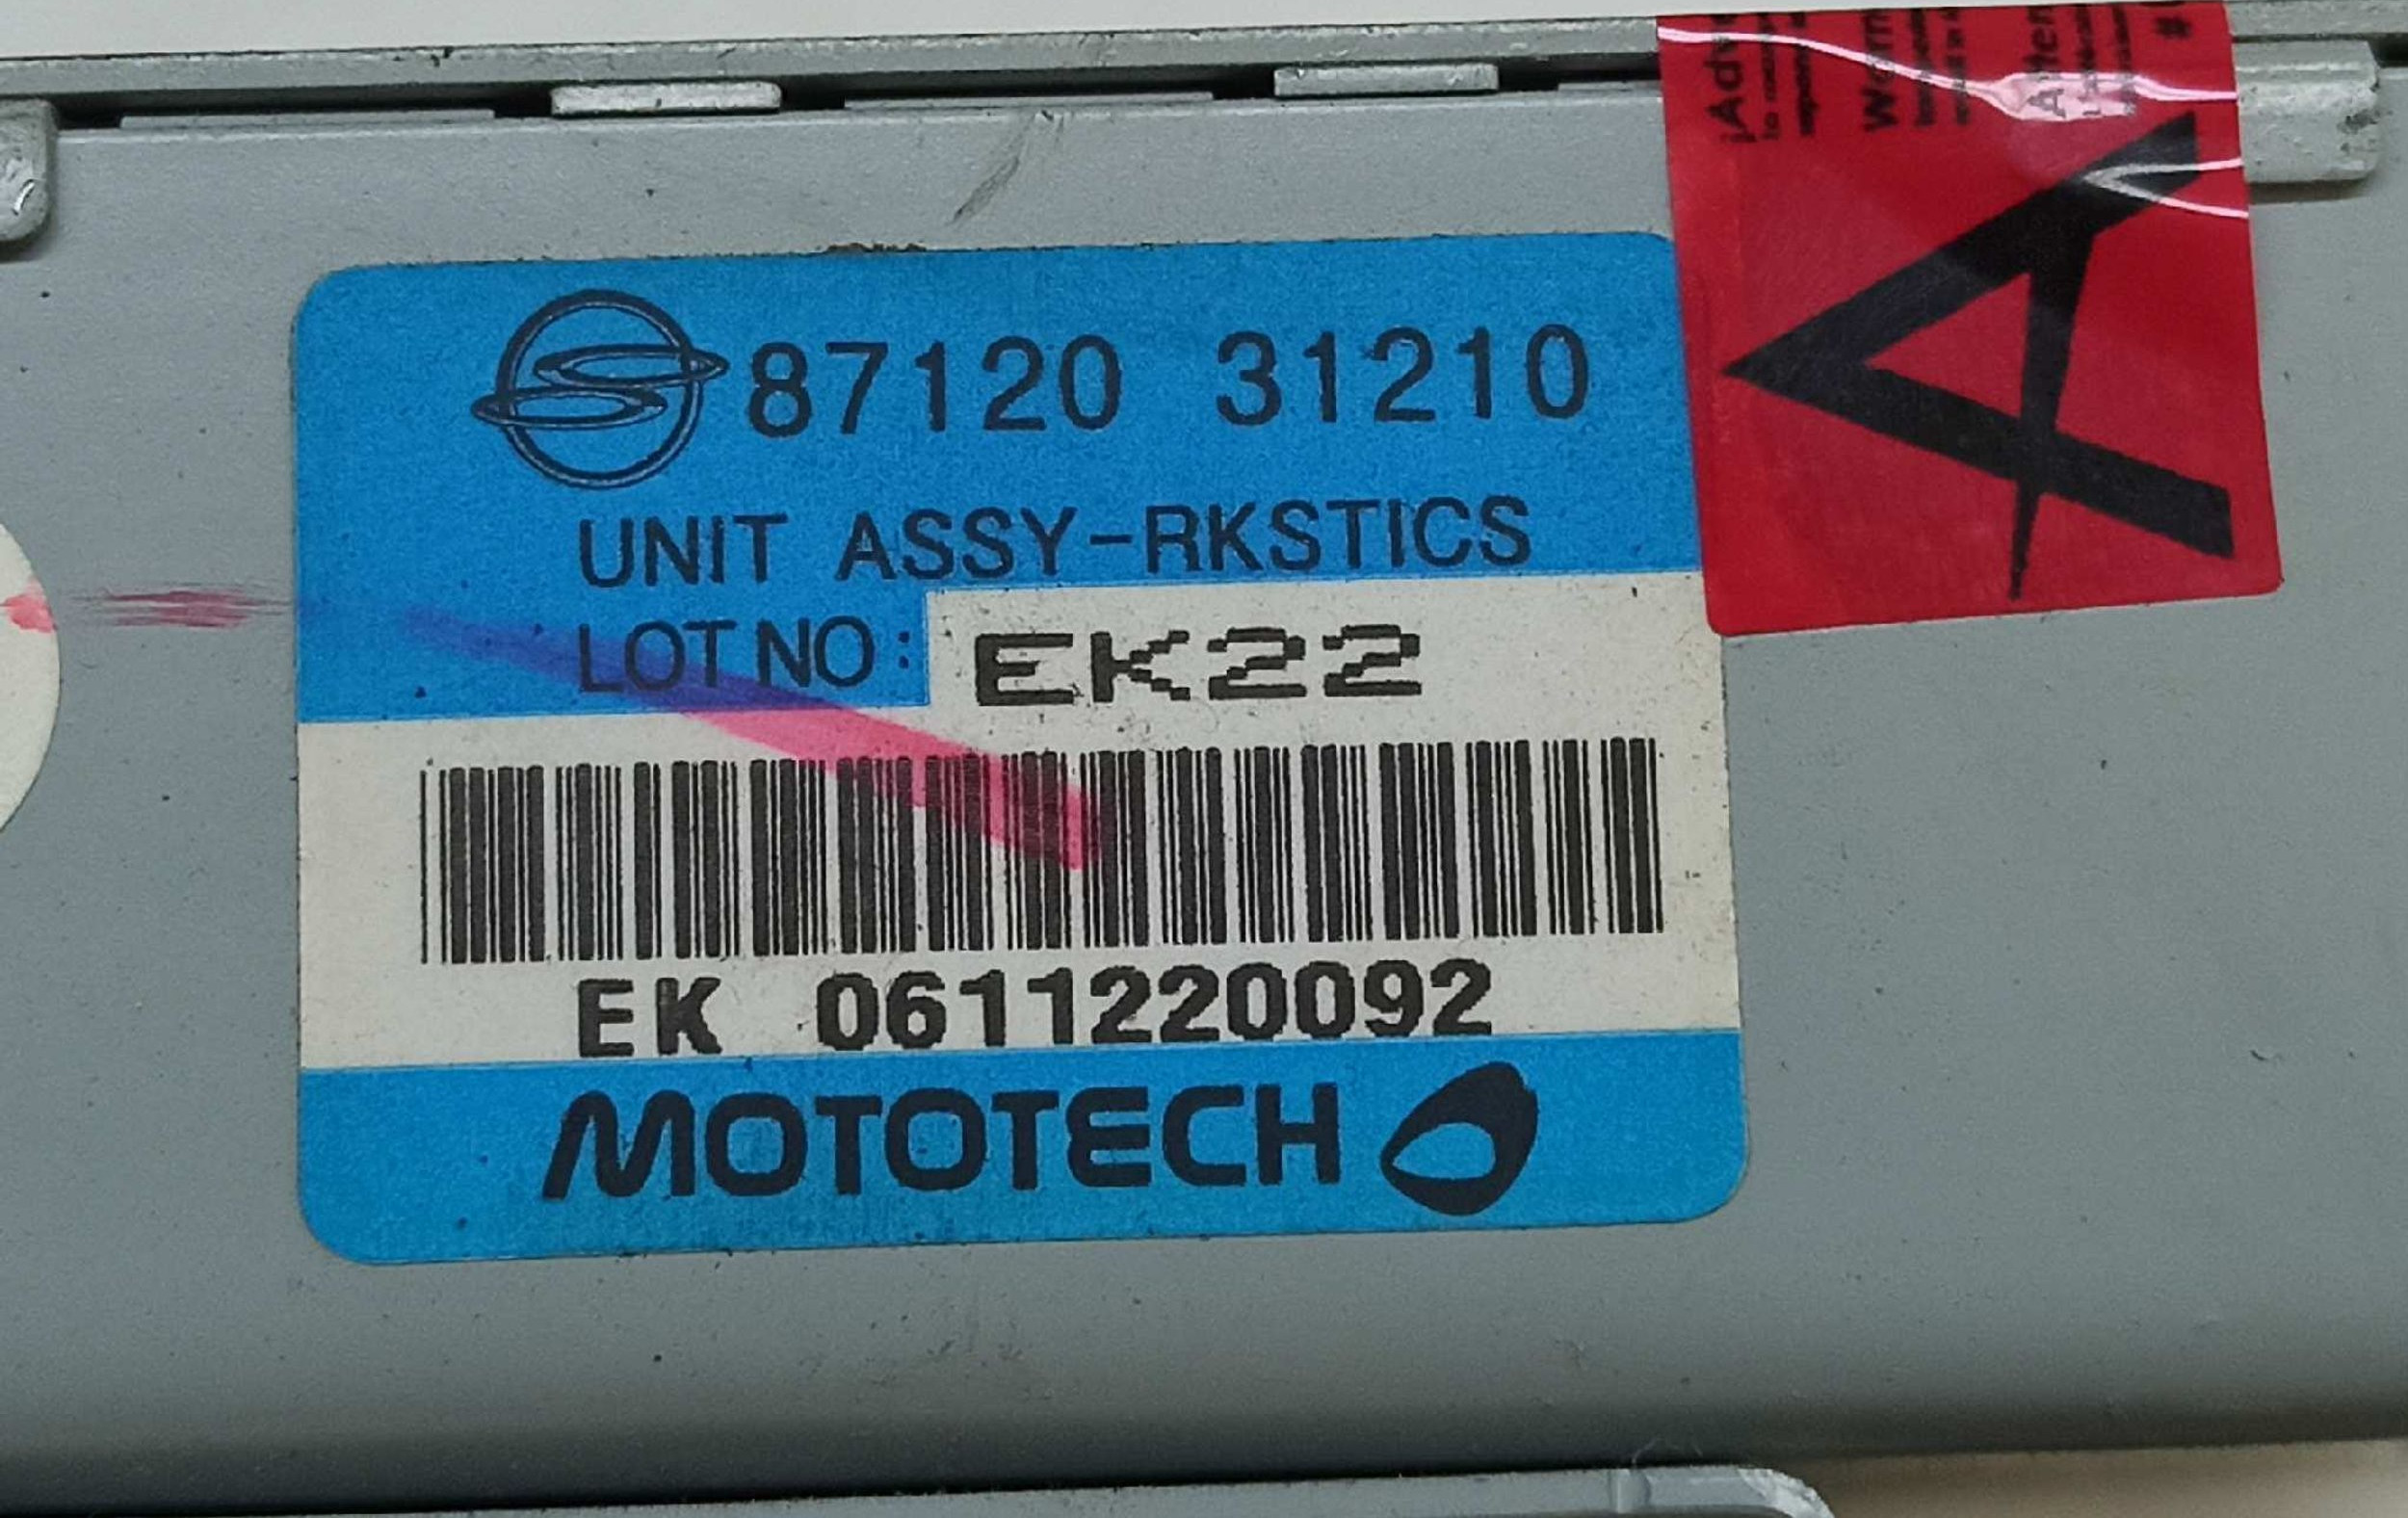 87120 31210
UNIT ASSY-RKSTICS
LOT NO: EK22
EK 0611220092
MOTOTECH
A